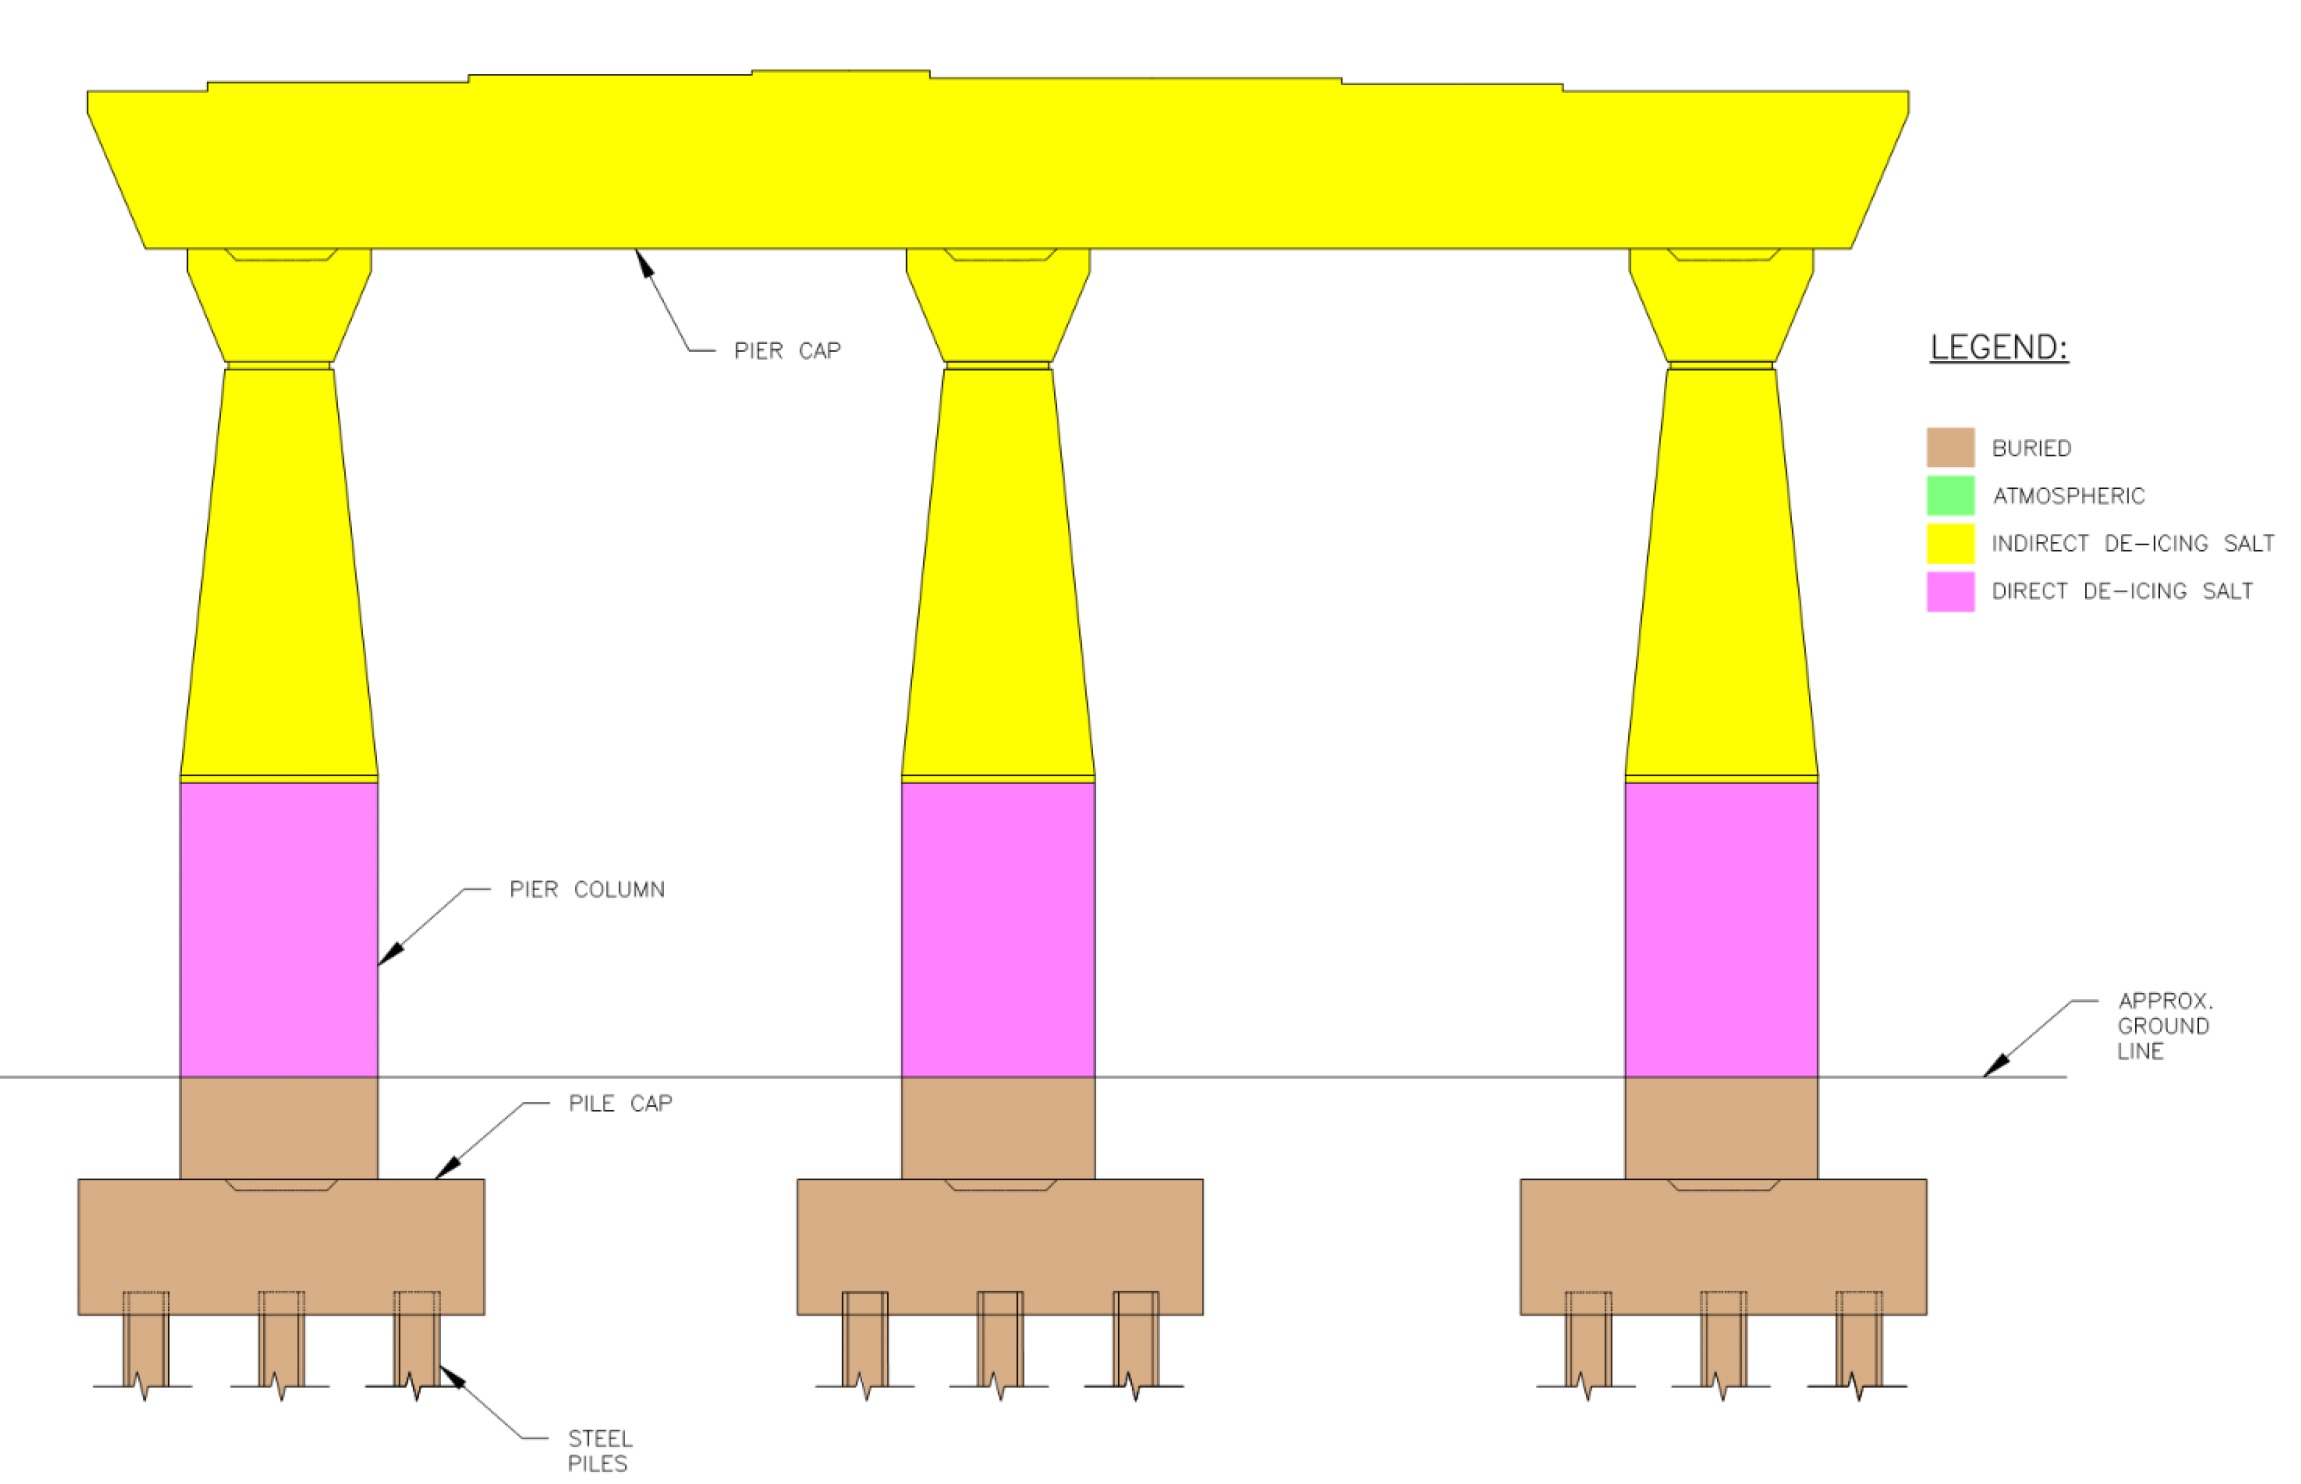 PIER CAP
LEGEND:
BURIED
ATMOSPHERIC
INDIRECT DE-ICING SALT
DIRECT DE-ICING SALT
PIER COLUMN
APPROX.
GROUND
LINE
PILE CAP
STEEL
PILES